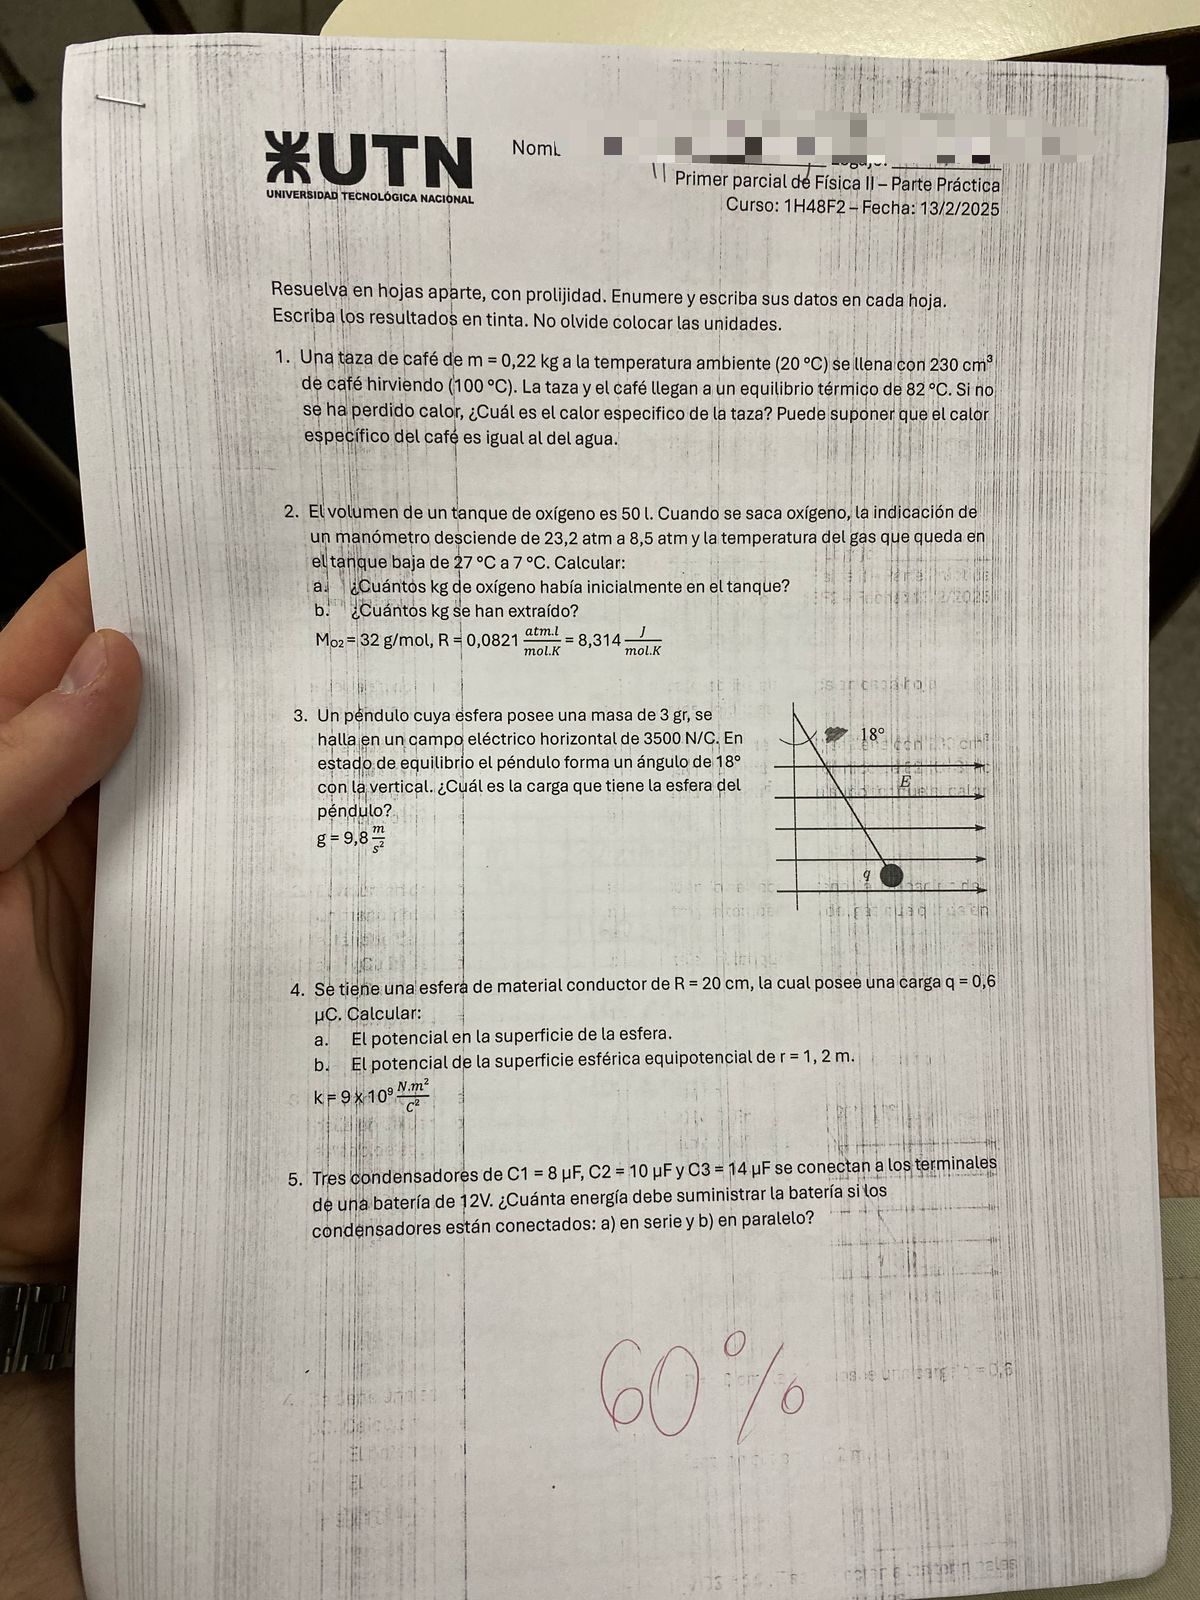 UTN
UNIVERSIDAD TECNOLÓGICA NACIONAL
Primer parcial de Física II – Parte Práctica
Curso: 1H48F2 – Fecha: 13/2/2025
Resuelva en hojas aparte, con prolijidad. Enumere y escriba sus datos en cada hoja.
Escriba los resultados en tinta. No olvide colocar las unidades.
1. Una taza de café de m = 0,22 kg a la temperatura ambiente (20 °C) se llena con 230 cm³
de café hirviendo (100 °C). La taza y el café llegan a un equilibrio térmico de 82 °C. Si no
se ha perdido calor, ¿Cuál es el calor especifico de la taza? Puede suponer que el calor
específico del café es igual al del agua.
2. El volumen de un tanque de oxígeno es 50 l. Cuando se saca oxígeno, la indicación de
un manómetro desciende de 23,2 atm a 8,5 atm y la temperatura del gas que queda en
el tanque baja de 27 °C a 7 °C. Calcular:
a. ¿Cuántos kg de oxígeno había inicialmente en el tanque?
b. ¿Cuántos kg se han extraído?
M_O2 = 32 g/mol, R = 0,0821 atm.l/mol.K = 8,314 J/mol.K
3. Un péndulo cuya esfera posee una masa de 3 gr, se
halla en un campo eléctrico horizontal de 3500 N/C. En
estado de equilibrio el péndulo forma un ángulo de 18°
con la vertical. ¿Cuál es la carga que tiene la esfera del
péndulo?
g = 9,8 m/s²
18°
E
q
4. Se tiene una esfera de material conductor de R = 20 cm, la cual posee una carga q = 0,6
µC. Calcular:
a. El potencial en la superficie de la esfera.
b. El potencial de la superficie esférica equipotencial de r = 1, 2 m.
k = 9 x 10⁹ N.m²/C²
5. Tres condensadores de C1 = 8 µF, C2 = 10 µF y C3 = 14 µF se conectan a los terminales
de una batería de 12V. ¿Cuánta energía debe suministrar la batería si los
condensadores están conectados: a) en serie y b) en paralelo?
60%